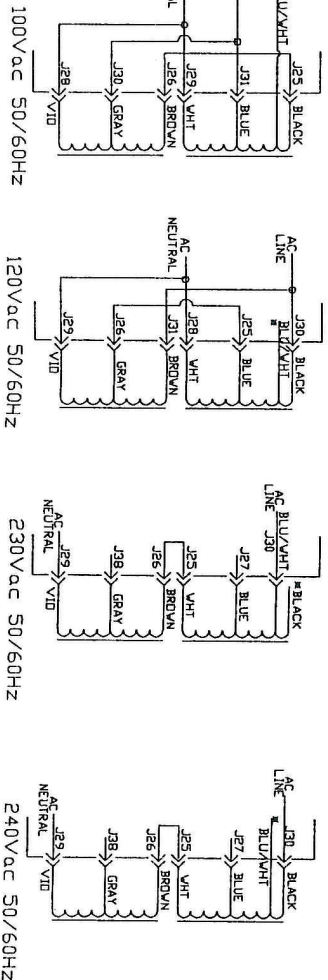 U/WHT
J25 BLACK
J31 BLUE
J29 WHT
J26 BROWN
J30 GRAY
J28 VIO
100Vac 50/60Hz
AC
LINE
J30 BLACK
BLU/WHT
J25 BLUE
AC
NEUTRAL
J28 WHT
J31 BROWN
J26 GRAY
J29 VIO
120Vac 50/60Hz
AC BLU/WHT
LINE J30
*BLACK
J27 BLUE
J25 WHT
J26 BROWN
J38 GRAY
AC
NEUTRAL J29 VIO
230Vac 50/60Hz
AC
LINE J30 BLACK
BLU/WHT
J27 BLUE
J25 WHT
J26 BROWN
J38 GRAY
AC
NEUTRAL J29 VIO
240Vac 50/60Hz